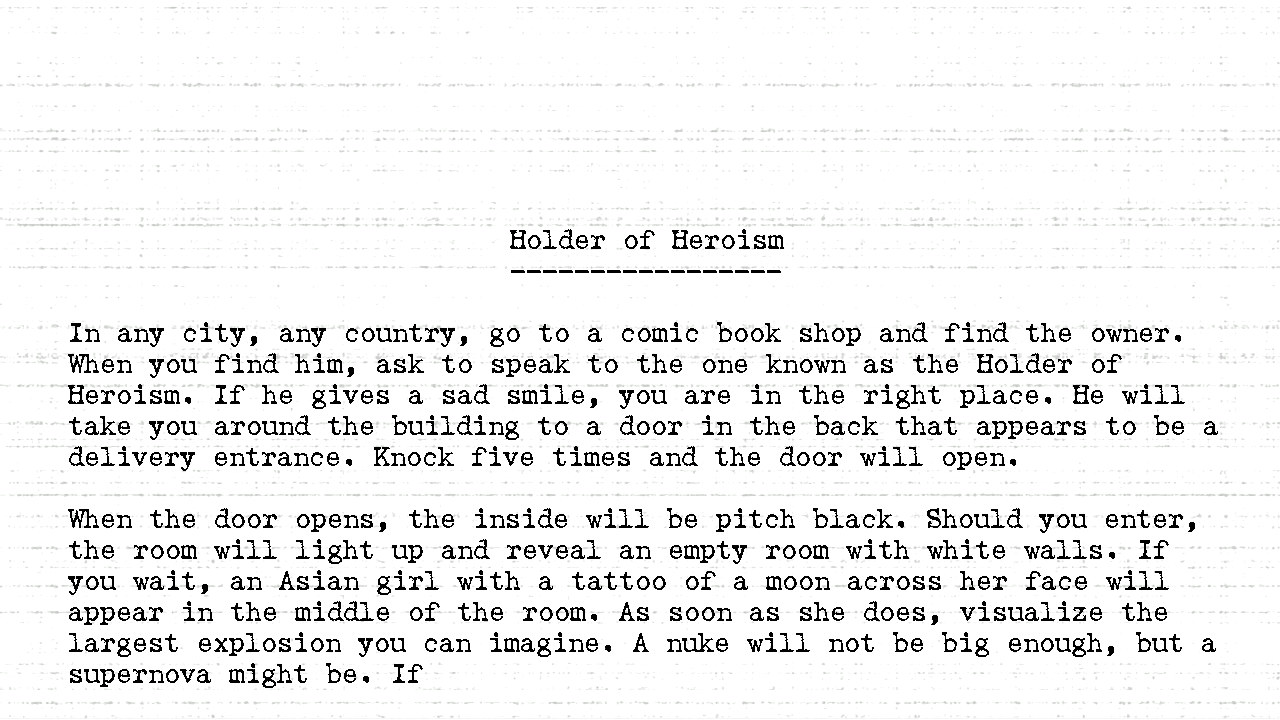 Holder of Heroism
-----------------
In any city, any country, go to a comic book shop and find the owner.
When you find him, ask to speak to the one known as the Holder of
Heroism. If he gives a sad smile, you are in the right place. He will
take you around the building to a door in the back that appears to be a
delivery entrance. Knock five times and the door will open.
When the door opens, the inside will be pitch black. Should you enter,
the room will light up and reveal an empty room with white walls. If
you wait, an Asian girl with a tattoo of a moon across her face will
appear in the middle of the room. As soon as she does, visualize the
largest explosion you can imagine. A nuke will not be big enough, but a
supernova might be. If